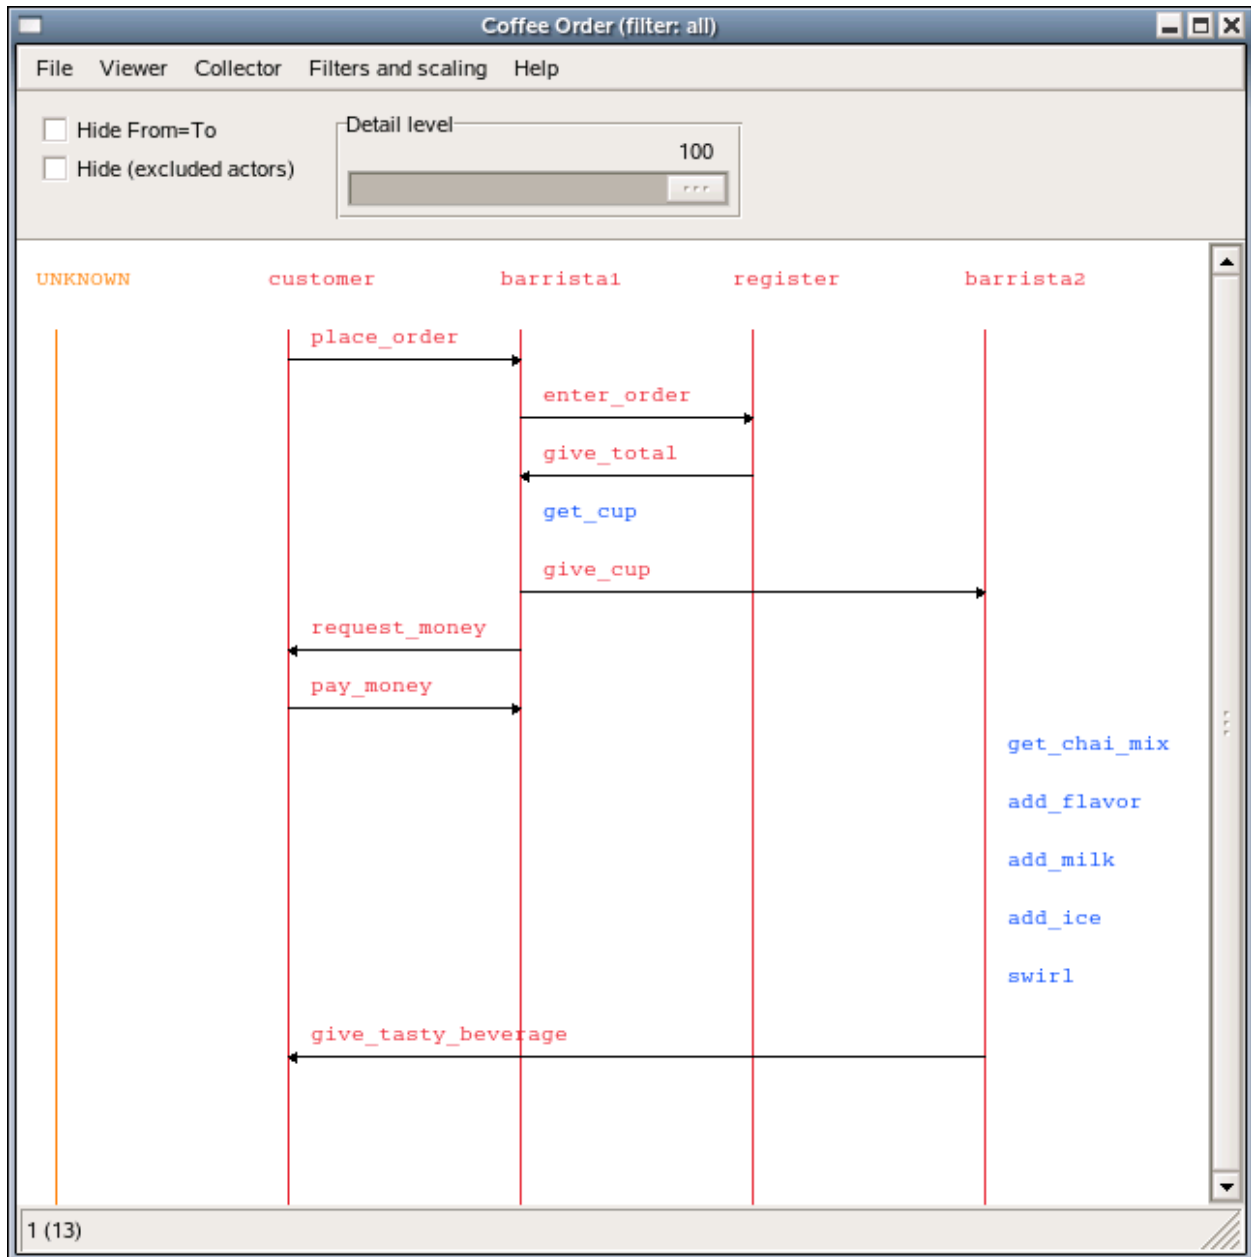 Coffee Order (filter: all)
File Viewer Collector Filters and scaling Help
Hide From=To
Hide (excluded actors)
Detail level
100
UNKNOWN customer barrista1 register barrista2
place_order
enter_order
give_total
get_cup
give_cup
request_money
pay_money
get_chai_mix
add_flavor
add_milk
add_ice
swirl
give_tasty_beverage
1 (13)